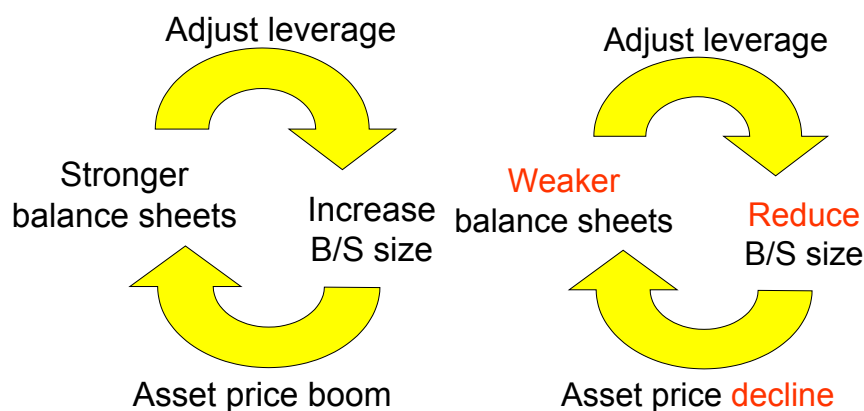 Adjust leverage
Stronger
balance sheets
Increase
B/S size
Asset price boom
Adjust leverage
Weaker
balance sheets
Reduce
B/S size
Asset price decline